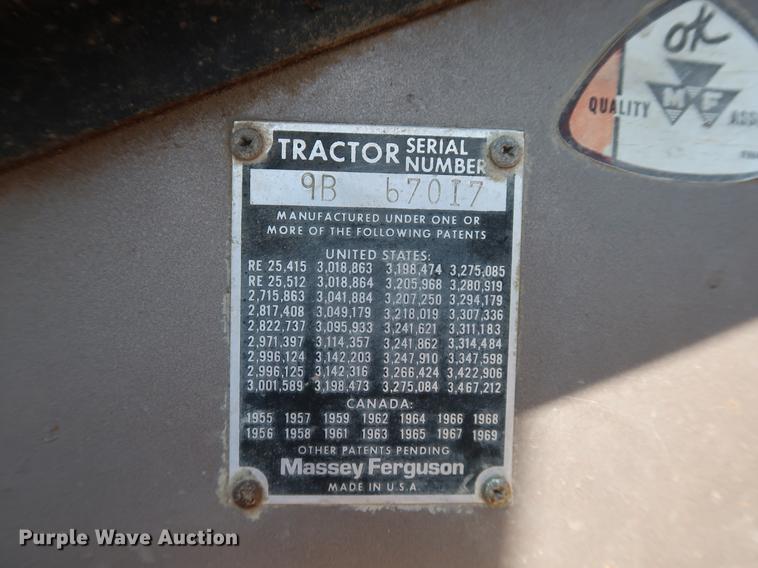 OK
QUALITY MF
TRACTOR SERIAL NUMBER
9B 67017
MANUFACTURED UNDER ONE OR
MORE OF THE FOLLOWING PATENTS
UNITED STATES:
RE 25,415 3,018,863 3,198,474 3,275,085
RE 25,512 3,018,864 3,205,968 3,280,919
2,715,863 3,041,884 3,207,250 3,294,179
2,817,408 3,049,179 3,218,019 3,307,336
2,822,737 3,095,933 3,241,621 3,311,183
2,971,397 3,114,357 3,241,862 3,314,484
2,996,124 3,142,203 3,247,910 3,347,598
2,996,125 3,142,316 3,266,424 3,422,906
3,001,589 3,198,473 3,275,084 3,467,212
CANADA:
1955 1957 1959 1962 1964 1966 1968
1956 1958 1961 1963 1965 1967 1969
OTHER PATENTS PENDING
Massey Ferguson
MADE IN U.S.A.
Purple Wave Auction